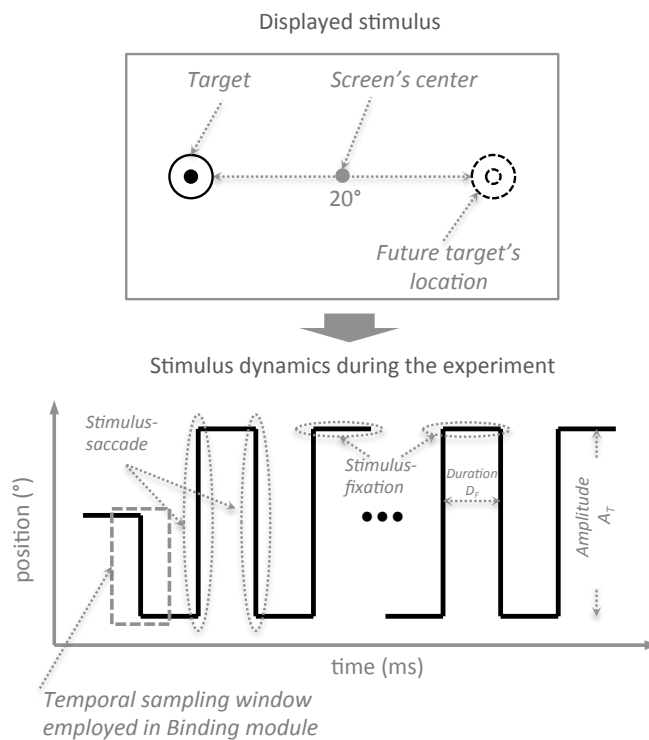 Displayed stimulus
Target
Screen's center
20°
Future target's
location
Stimulus dynamics during the experiment
Stimulus-
saccade
Stimulus-
fixation
Duration
D_F
Amplitude
A_T
position (°)
time (ms)
Temporal sampling window
employed in Binding module